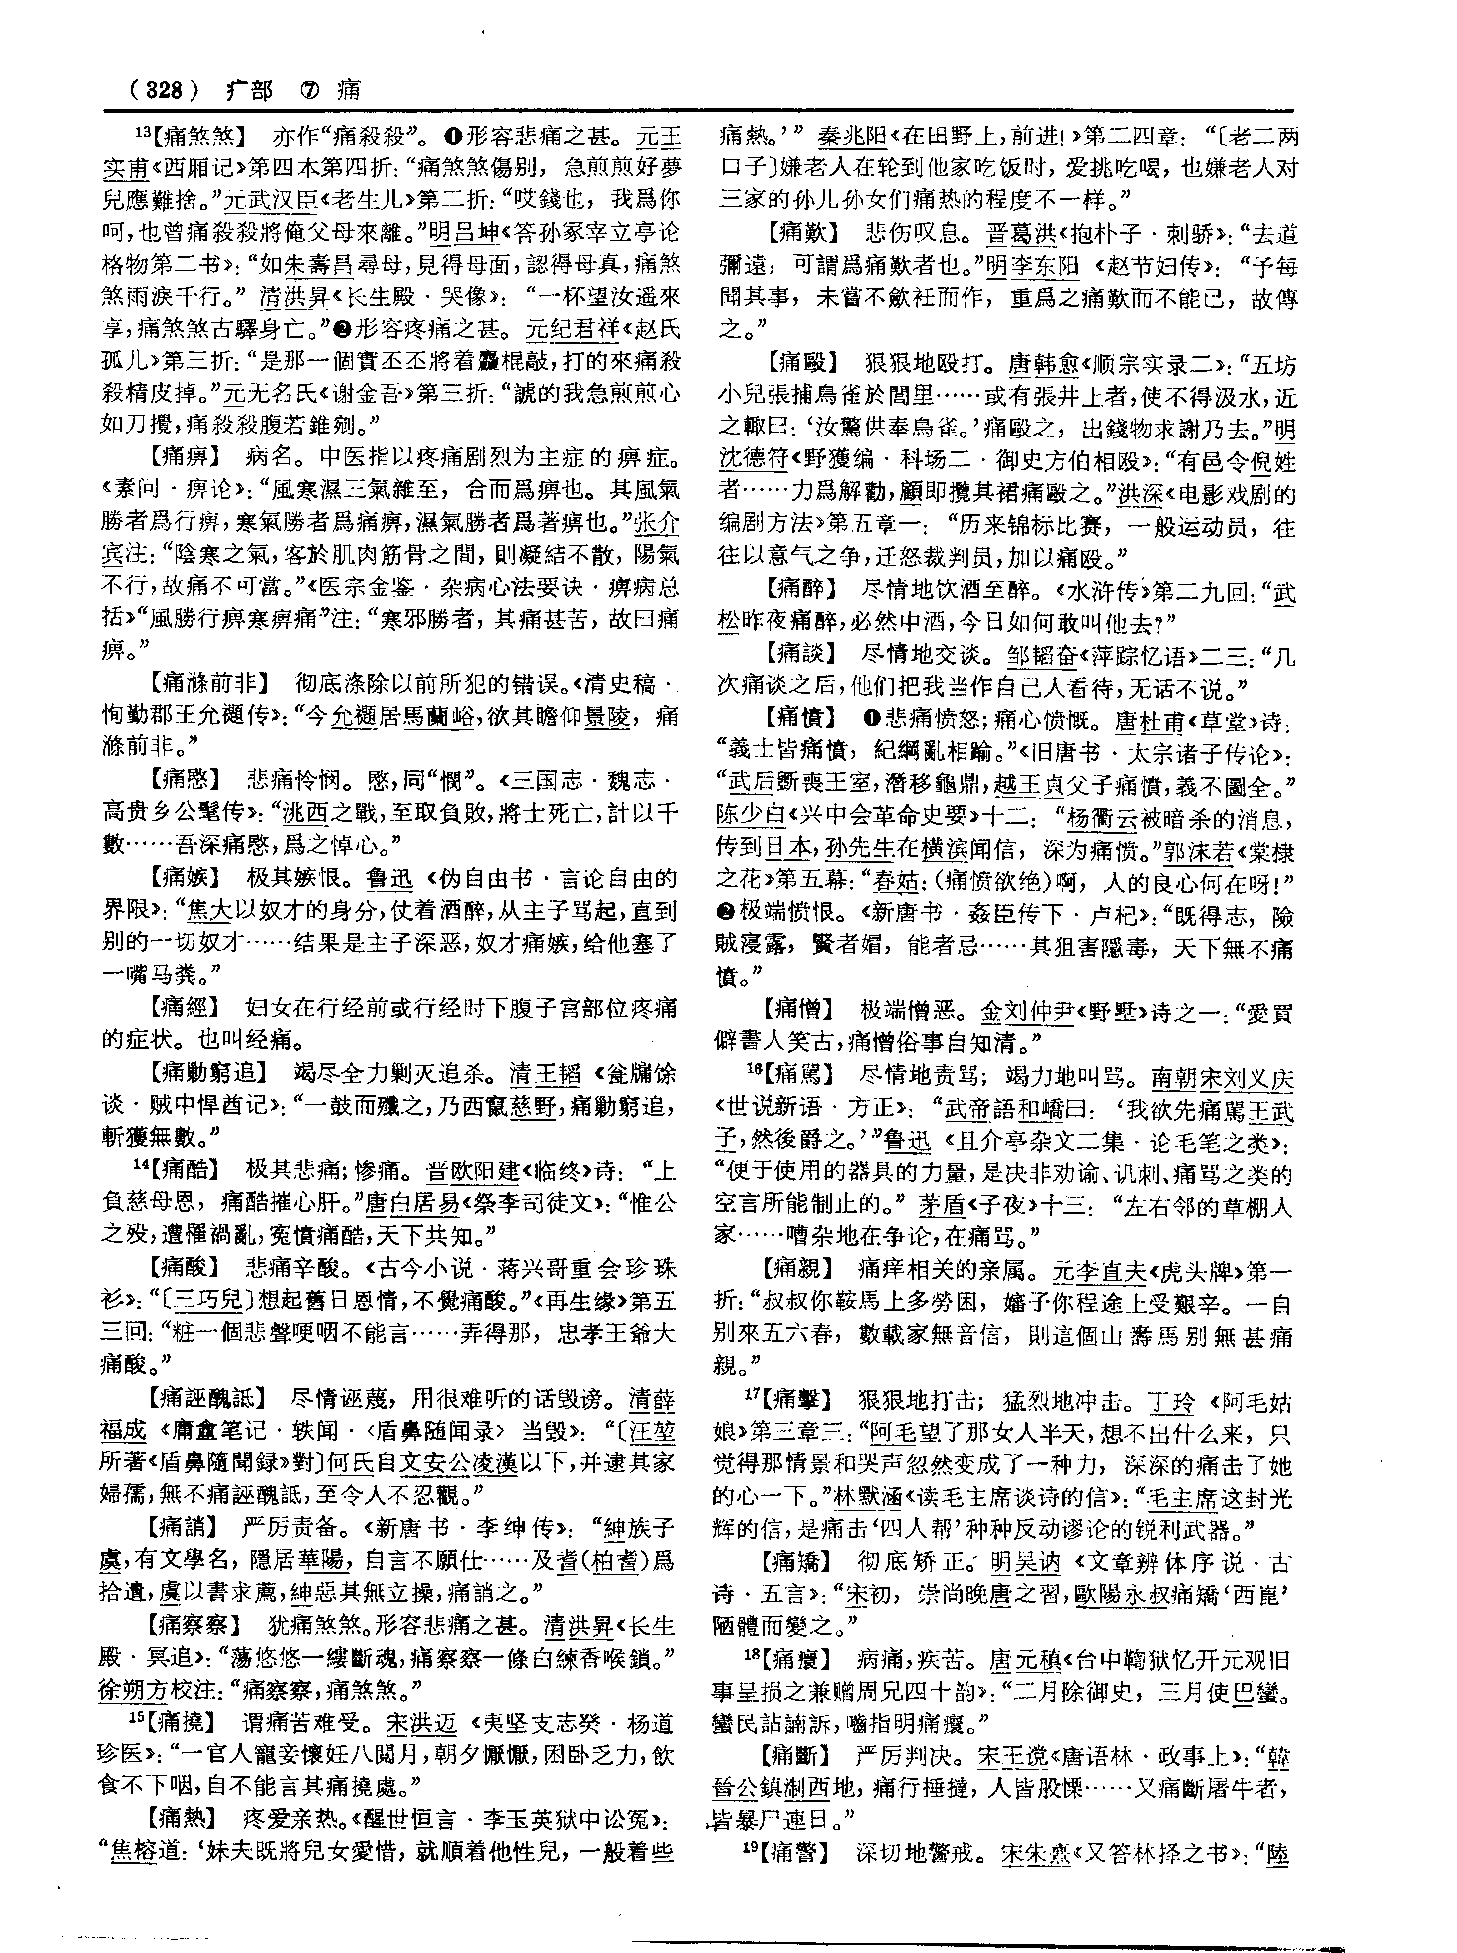 （328） 疒部 ⑦ 痛
13【痛煞煞】 亦作“痛殺殺”。❶形容悲痛之甚。元王
实甫《西厢记》第四本第四折：“痛煞煞傷别，急煎煎好夢
兒應難捨。”元武汉臣《老生儿》第二折：“哎錢也，我爲你
呵，也曾痛殺殺將俺父母來離。”明吕坤《答孙冢宰立亭论
格物第二书》：“如朱壽昌尋母，見得母面，認得母真，痛煞
煞雨淚千行。”清洪昇《长生殿·哭像》：“一杯望汝遥來
享，痛煞煞古驛身亡。”❷形容疼痛之甚。元纪君祥《赵氏
孤儿》第三折：“是那一個實丕丕將着麤棍敲，打的來痛殺
殺精皮掉。”元无名氏《谢金吾》第三折：“諕的我急煎煎心
如刀攪，痛殺殺腹若錐剜。”
【痛痹】 病名。中医指以疼痛剧烈为主症的痹症。
《素问·痹论》：“風寒濕三氣雜至，合而爲痹也。其風氣
勝者爲行痹，寒氣勝者爲痛痹，濕氣勝者爲著痹也。”张介
宾注：“陰寒之氣，客於肌肉筋骨之間，則凝結不散，陽氣
不行，故痛不可當。”《医宗金鉴·杂病心法要诀·痹病总
括》“風勝行痹寒痹痛”注：“寒邪勝者，其痛甚苦，故曰痛
痹。”
【痛滌前非】 彻底涤除以前所犯的错误。《清史稿·
恂勤郡王允䄉传》：“今允䄉居馬蘭峪，欲其瞻仰景陵，痛
滌前非。”
【痛愍】 悲痛怜悯。愍，同“憫”。《三国志·魏志·
高贵乡公髦传》：“洮西之戰，至取負敗，將士死亡，計以千
數……吾深痛愍，爲之悼心。”
【痛嫉】 极其嫉恨。鲁迅《伪自由书·言论自由的
界限》：“焦大以奴才的身分，仗着酒醉，从主子骂起，直到
别的一切奴才……结果是主子深恶，奴才痛嫉，给他塞了
一嘴马粪。”
【痛經】 妇女在行经前或行经时下腹子宫部位疼痛
的症状。也叫经痛。
【痛勦窮追】 竭尽全力剿灭追杀。清王韬《瓮牖馀
谈·贼中悍酋记》：“一鼓而殲之，乃西竄慈野，痛勦窮追，
斬獲無數。”
14【痛酷】 极其悲痛；惨痛。晋欧阳建《临终》诗：“上
負慈母恩，痛酷摧心肝。”唐白居易《祭李司徒文》：“惟公
之殁，遭罹禍亂，寃憤痛酷，天下共知。”
【痛酸】 悲痛辛酸。《古今小说·蒋兴哥重会珍珠
衫》：“〔三巧兒〕想起舊日恩情，不覺痛酸。”《再生缘》第五
三回：“粧一個悲聲哽咽不能言……弄得那，忠孝王爺大
痛酸。”
【痛誣醜詆】 尽情诬蔑，用很难听的话毁谤。清薛
福成《庸盦笔记·轶闻·〈盾鼻随闻录〉当毁》：“〔汪堃
所著《盾鼻隨聞録》對〕何氏自文安公凌漢以下，并逮其家
婦孺，無不痛誣醜詆，至令人不忍觀。”
【痛誚】 严厉责备。《新唐书·李绅传》：“紳族子
虞，有文學名，隱居華陽，自言不願仕……及耆(柏耆)爲
拾遺，虞以書求薦，紳惡其無立操，痛誚之。”
【痛察察】 犹痛煞煞。形容悲痛之甚。清洪昇《长生
殿·冥追》：“蕩悠悠一縷斷魂，痛察察一條白練香喉鎖。”
徐朔方校注：“痛察察，痛煞煞。”
15【痛撓】 谓痛苦难受。宋洪迈《夷坚支志癸·杨道
珍医》：“一官人寵妾懷妊八閲月，朝夕懨懨，困卧乏力，飲
食不下咽，自不能言其痛撓處。”
【痛熱】 疼爱亲热。《醒世恒言·李玉英狱中讼冤》：
“焦榕道：‘妹夫既將兒女愛惜，就順着他性兒，一般着些
痛熱。’”秦兆阳《在田野上，前进！》第二四章：“〔老二两
口子〕嫌老人在轮到他家吃饭时，爱挑吃喝，也嫌老人对
三家的孙儿孙女们痛热的程度不一样。”
【痛歎】 悲伤叹息。晋葛洪《抱朴子·刺骄》：“去道
彌遠，可謂爲痛歎者也。”明李东阳《赵节妇传》：“予每
聞其事，未嘗不歛衽而作，重爲之痛歎而不能已，故傳
之。”
【痛毆】 狠狠地殴打。唐韩愈《顺宗实录二》：“五坊
小兒張捕鳥雀於閭里……或有張井上者，使不得汲水，近
之輒曰：‘汝驚供奉鳥雀。’痛毆之，出錢物求謝乃去。”明
沈德符《野獲编·科场二·御史方伯相殴》：“有邑令倪姓
者……力爲解勸，顧即攬其裙痛毆之。”洪深《电影戏剧的
编剧方法》第五章一：“历来锦标比赛，一般运动员，往
往以意气之争，迁怒裁判员，加以痛殴。”
【痛醉】 尽情地饮酒至醉。《水浒传》第二九回：“武
松昨夜痛醉，必然中酒，今日如何敢叫他去？”
【痛談】 尽情地交谈。邹韬奋《萍踪忆语》二三：“几
次痛谈之后，他们把我当作自己人看待，无话不说。”
【痛憤】 ❶悲痛愤怒；痛心愤慨。唐杜甫《草堂》诗：
“義士皆痛憤，紀綱亂相踰。”《旧唐书·太宗诸子传论》：
“武后斵喪王室，潛移龜鼎，越王貞父子痛憤，義不圖全。”
陈少白《兴中会革命史要》十二：“杨衢云被暗杀的消息，
传到日本，孙先生在横滨闻信，深为痛愤。”郭沫若《棠棣
之花》第五幕：“春姑：（痛愤欲绝）啊，人的良心何在呀！”
❷极端愤恨。《新唐书·姦臣传下·卢杞》：“既得志，險
賊寖露，賢者媢，能者忌……其狙害隱毒，天下無不痛
憤。”
【痛憎】 极端憎恶。金刘仲尹《野墅》诗之一：“愛買
僻書人笑古，痛憎俗事自知清。”
16【痛駡】 尽情地责骂；竭力地叫骂。南朝宋刘义庆
《世说新语·方正》：“武帝語和嶠曰：‘我欲先痛駡王武
子，然後爵之。’”鲁迅《且介亭杂文二集·论毛笔之类》：
“便于使用的器具的力量，是决非劝谕、讥刺、痛骂之类的
空言所能制止的。”茅盾《子夜》十三：“左右邻的草棚人
家……嘈杂地在争论，在痛骂。”
【痛親】 痛痒相关的亲属。元李直夫《虎头牌》第一
折：“叔叔你鞍馬上多勞困，嬸子你程途上受艱辛。一自
别來五六春，數載家無音信，則這個山壽馬别無甚痛
親。”
17【痛擊】 狠狠地打击；猛烈地冲击。丁玲《阿毛姑
娘》第三章三：“阿毛望了那女人半天，想不出什么来，只
觉得那情景和哭声忽然变成了一种力，深深的痛击了她
的心一下。”林默涵《读毛主席谈诗的信》：“毛主席这封光
辉的信，是痛击‘四人帮’种种反动谬论的锐利武器。”
【痛矯】 彻底矫正。明吴讷《文章辨体序说·古
诗·五言》：“宋初，崇尚晚唐之習，歐陽永叔痛矯‘西崑’
陋體而變之。”
18【痛癏】 病痛，疾苦。唐元稹《台中鞫狱忆开元观旧
事呈损之兼赠周兄四十韵》：“二月除御史，三月使巴蠻。
蠻民詀諵訴，嚙指明痛癏。”
【痛斷】 严厉判决。宋王谠《唐语林·政事上》：“韓
晉公鎮淛西地，痛行捶撻，人皆股慄……又痛斷屠牛者，
皆暴尸連日。”
19【痛警】 深切地警戒。宋朱熹《又答林择之书》：“陸